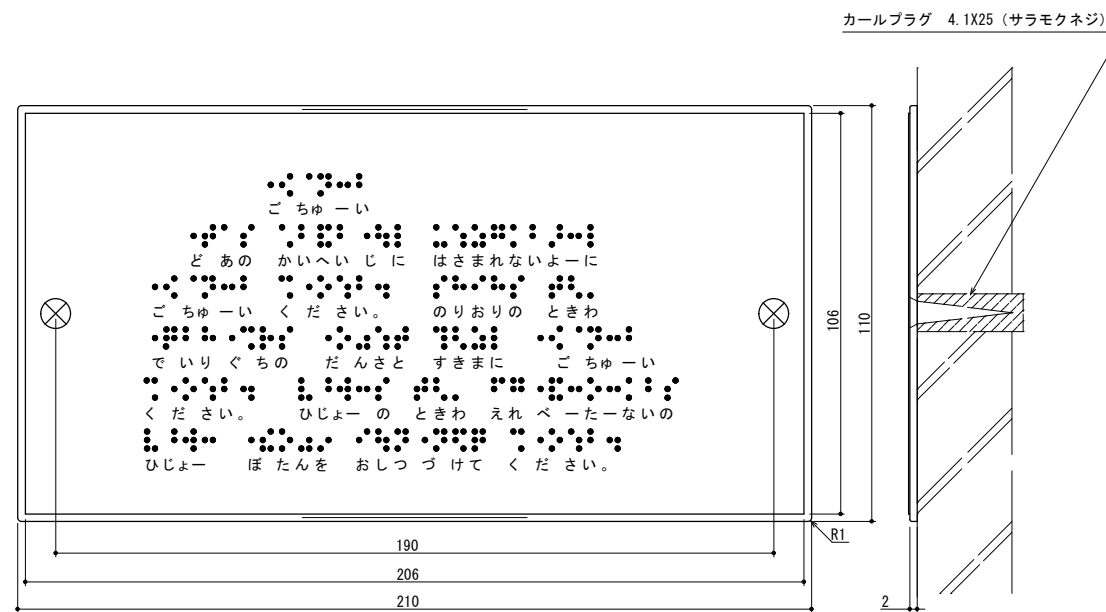 カールプラグ 4.1X25（サラモクネジ）
ご ちゅ ーい
ど あの かいへい じ に はさまれないよーに
ご ちゅ ーい く だ さい。 のりおりの ときわ
で いり ぐ ちの だ んさと すきまに ご ちゅ ーい
く だ さい。 ひじょー の ときわ えれ ベ ーたーないの
ひじょー ぼ たんを おしつ づ けて く だ さい。
106
110
R1
190
206
210
2